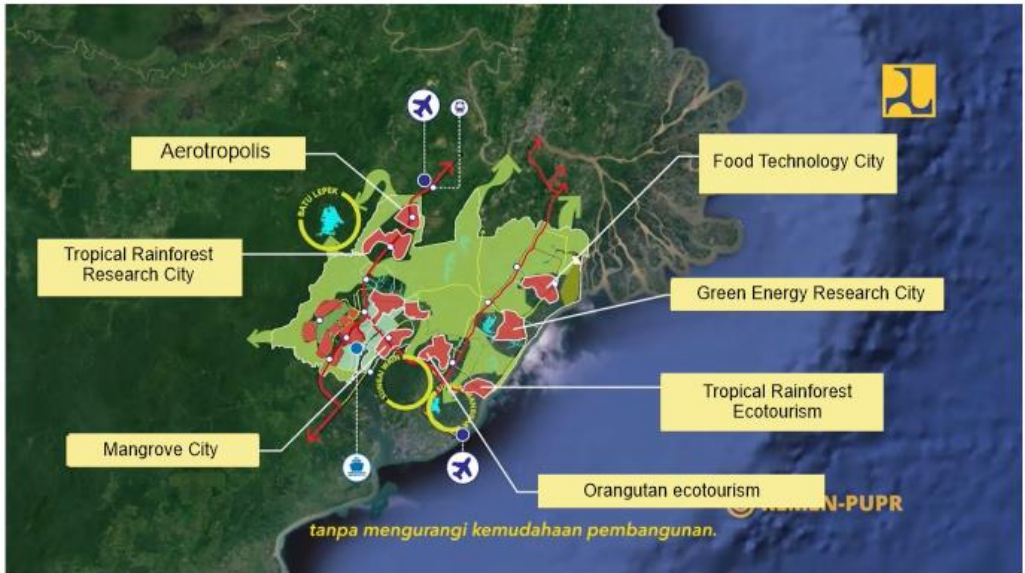 Aerotropolis
Food Technology City
BATU LEPEK
Tropical Rainforest
Research City
Green Energy Research City
Tropical Rainforest
Ecotourism
Mangrove City
Orangutan ecotourism
-PUPR
tanpa mengurangi kemudahaan pembangunan.